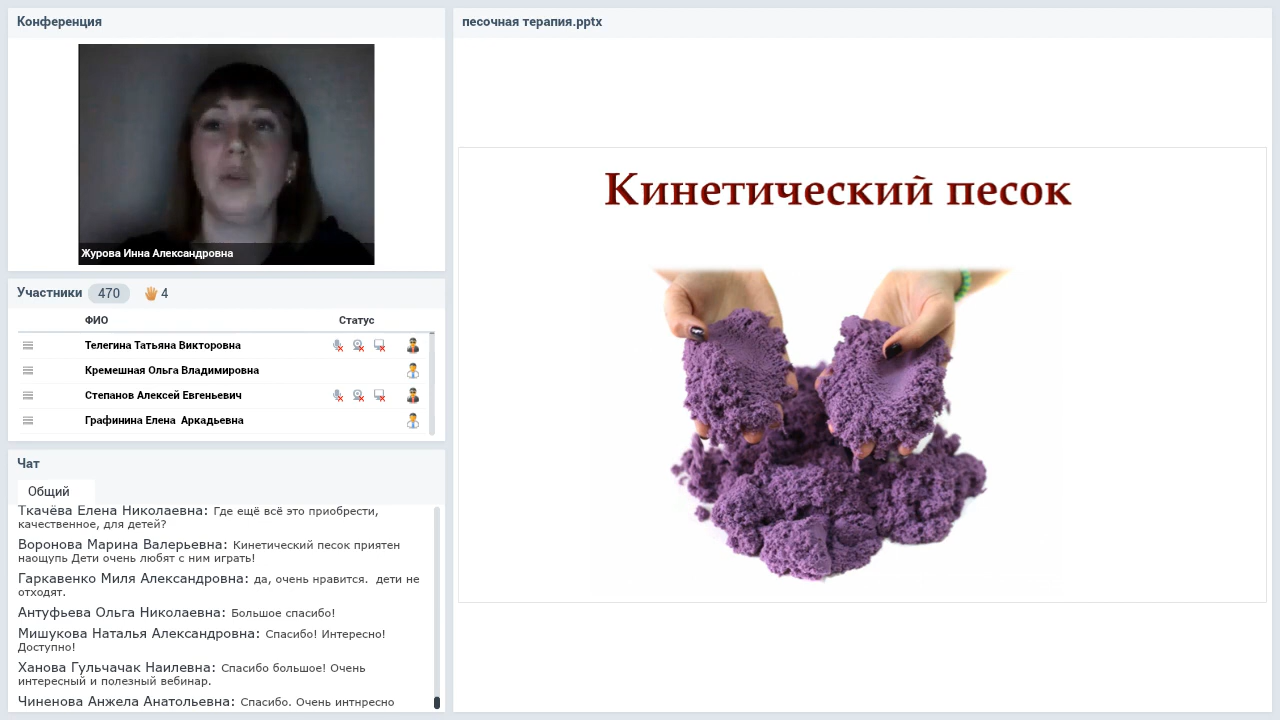 Конференция
Журова Инна Александровна
Участники 470 4
ФИО Статус
Телегина Татьяна Викторовна
Кремешная Ольга Владимировна
Степанов Алексей Евгеньевич
Графинина Елена Аркадьевна
Чат
Общий
Ткачёва Елена Николаевна: Где ещё всё это приобрести,
качественное, для детей?
Воронова Марина Валерьевна: Кинетический песок приятен
наощупь Дети очень любят с ним играть!
Гаркавенко Миля Александровна: да, очень нравится. дети не
отходят.
Антуфьева Ольга Николаевна: Большое спасибо!
Мишукова Наталья Александровна: Спасибо! Интересно!
Доступно!
Ханова Гульчачак Наилевна: Спасибо большое! Очень
интересный и полезный вебинар.
Чиненова Анжела Анатольевна: Спасибо. Очень интнресно
песочная терапия.pptx
Кинетический песок